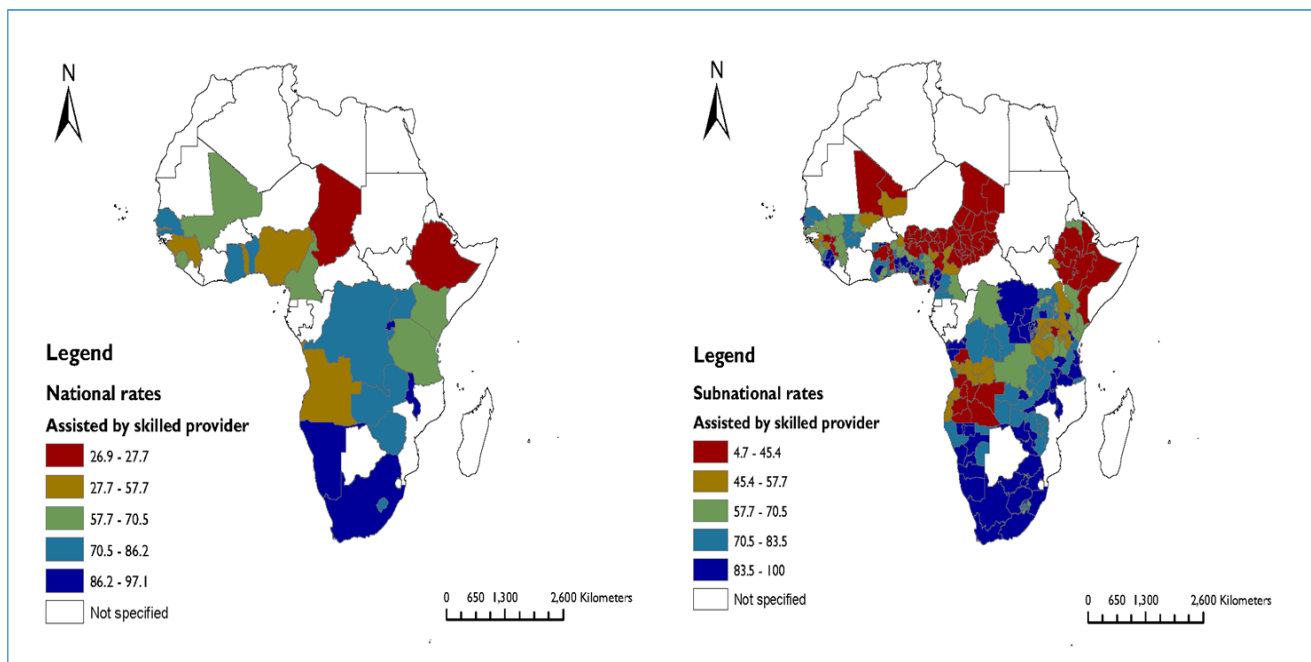 N
Legend
National rates
Assisted by skilled provider
26.9 - 27.7
27.7 - 57.7
57.7 - 70.5
70.5 - 86.2
86.2 - 97.1
Not specified
0 650 1,300 2,600 Kilometers
N
Legend
Subnational rates
Assisted by skilled provider
4.7 - 45.4
45.4 - 57.7
57.7 - 70.5
70.5 - 83.5
83.5 - 100
Not specified
0 650 1,300 2,600 Kilometers